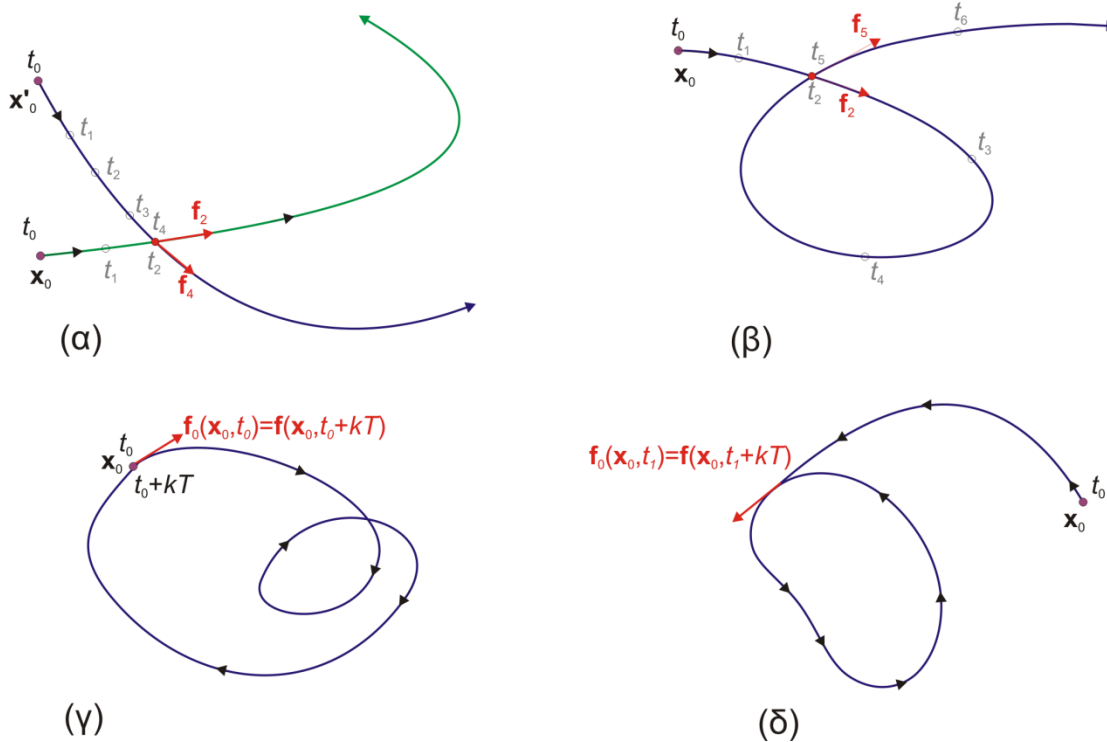 t₀
x'₀
t₁
t₂
t₃
t₄
f₂
t₀
x₀
t₁
t₂
f₄
(α)
t₀
x₀
t₁
t₅
f₅
t₆
t₂
f₂
t₃
t₄
(β)
f₀(x₀,t₀)=f(x₀,t₀+kT)
t₀
x₀
t₀+kT
(γ)
f₀(x₀,t₁)=f(x₀,t₁+kT)
t₀
x₀
(δ)